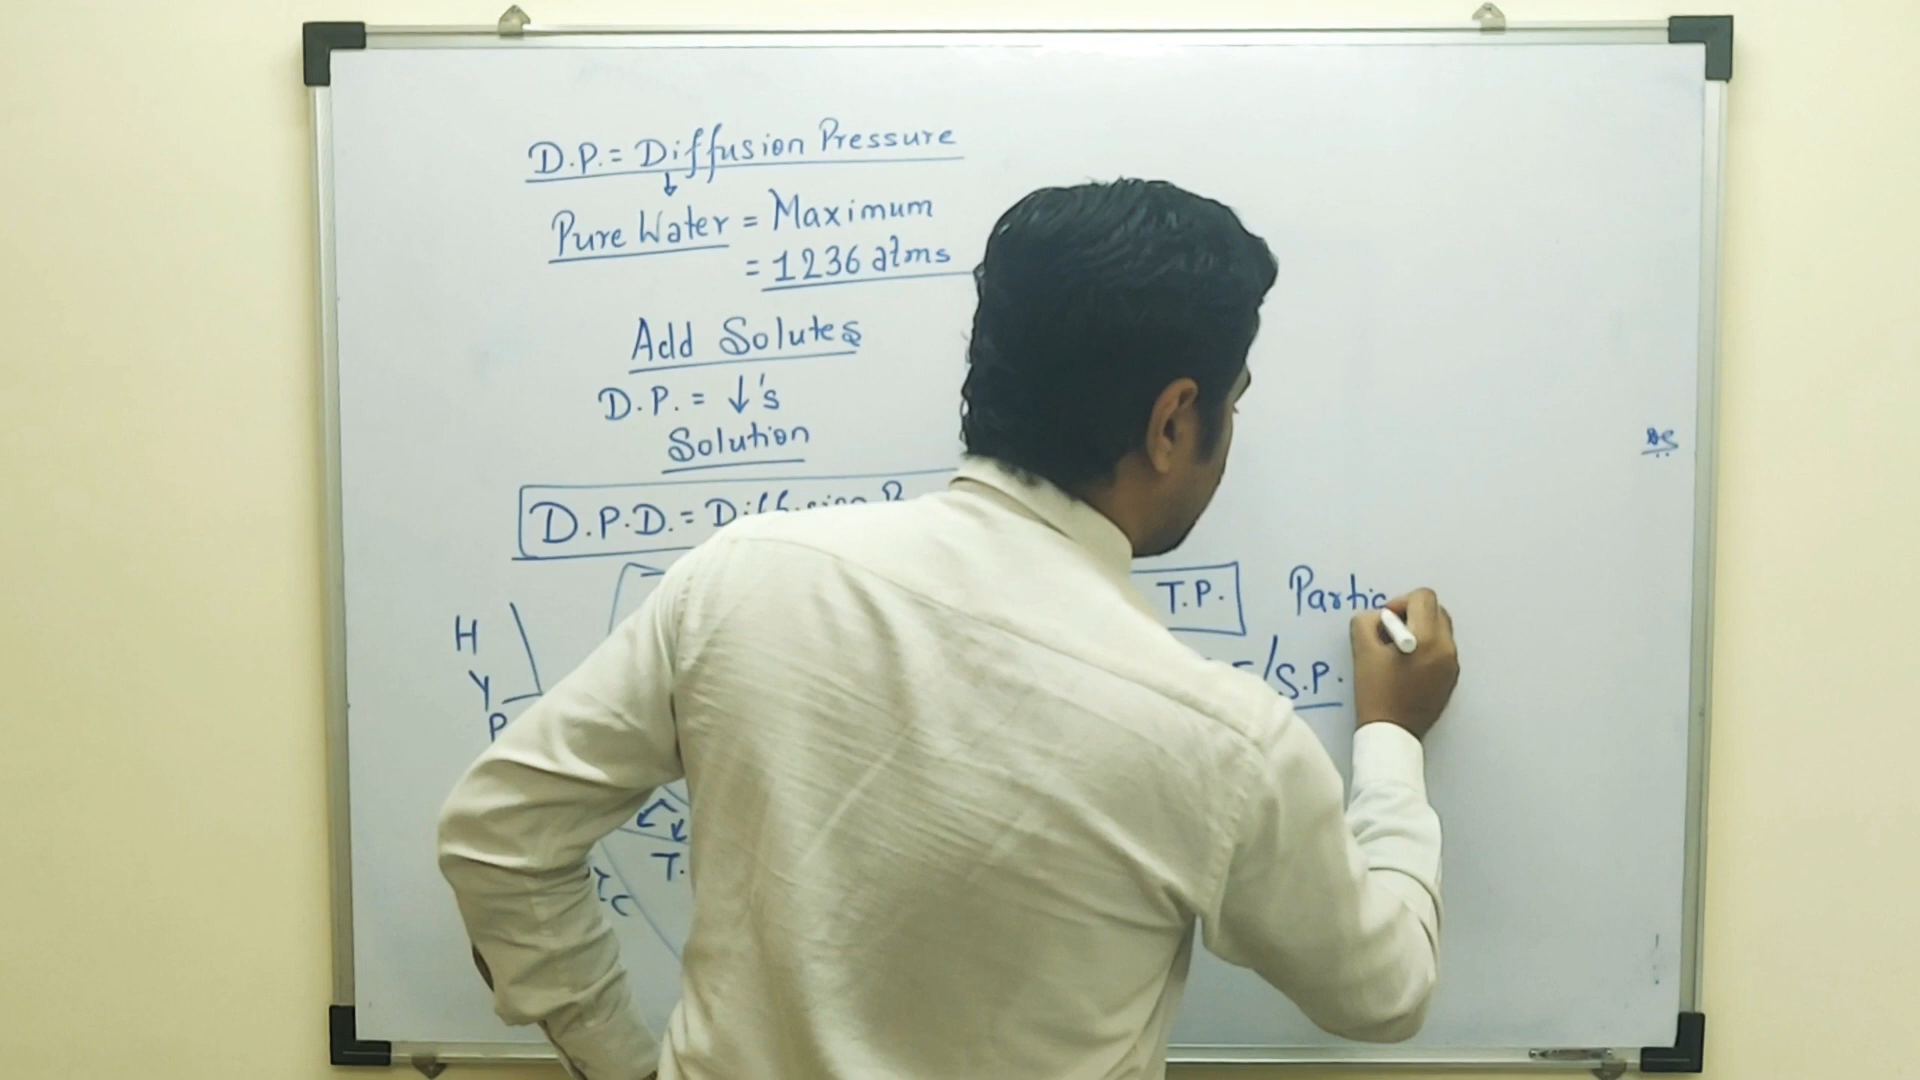 D.P. = Diffusion Pressure
↓
Pure Water = Maximum
= 1236 atms
Add Solutes
D.P. = ↓'s
Solution
D.P.D. = Diffusion
T.P. Partic
/S.P.
H
Y
P
T.